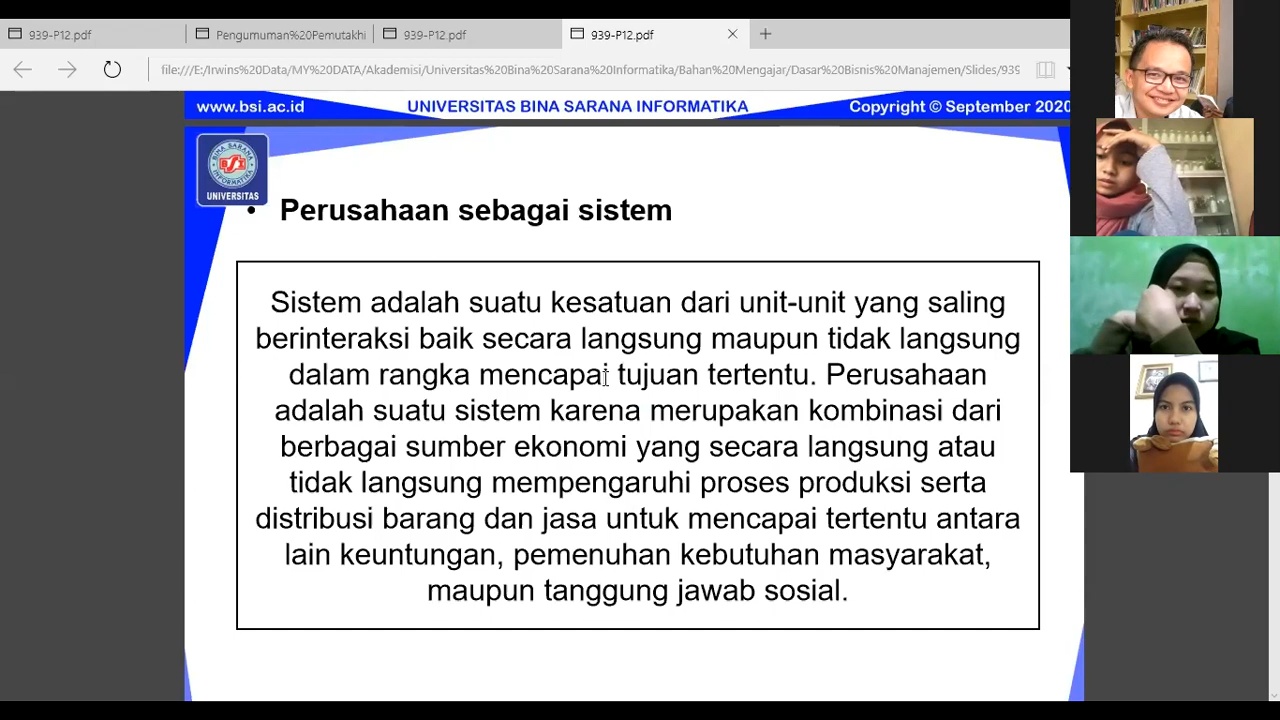 939-P12.pdf
Pengumuman%20Pemutakhi
939-P12.pdf
939-P12.pdf
file:///E:/Irwins%20Data/MY%20DATA/Akademisi/Universitas%20Bina%20Sarana%20Informatika/Bahan%20Mengajar/Dasar%20Bisnis%20Manajemen/Slides/939
www.bsi.ac.id UNIVERSITAS BINA SARANA INFORMATIKA Copyright © September 2020
BINA SARANA
BSI
INFORMATIKA
UNIVERSITAS
• Perusahaan sebagai sistem
Sistem adalah suatu kesatuan dari unit-unit yang saling
berinteraksi baik secara langsung maupun tidak langsung
dalam rangka mencapai tujuan tertentu. Perusahaan
adalah suatu sistem karena merupakan kombinasi dari
berbagai sumber ekonomi yang secara langsung atau
tidak langsung mempengaruhi proses produksi serta
distribusi barang dan jasa untuk mencapai tertentu antara
lain keuntungan, pemenuhan kebutuhan masyarakat,
maupun tanggung jawab sosial.